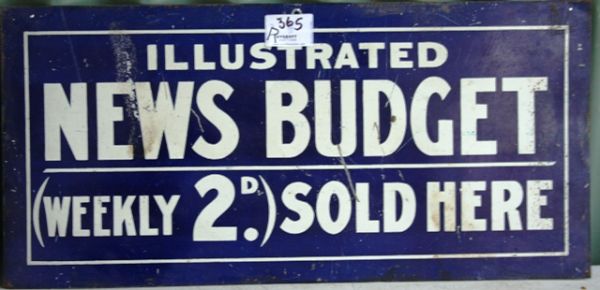 365
ILLUSTRATED
NEWS BUDGET
(WEEKLY 2D.) SOLD HERE